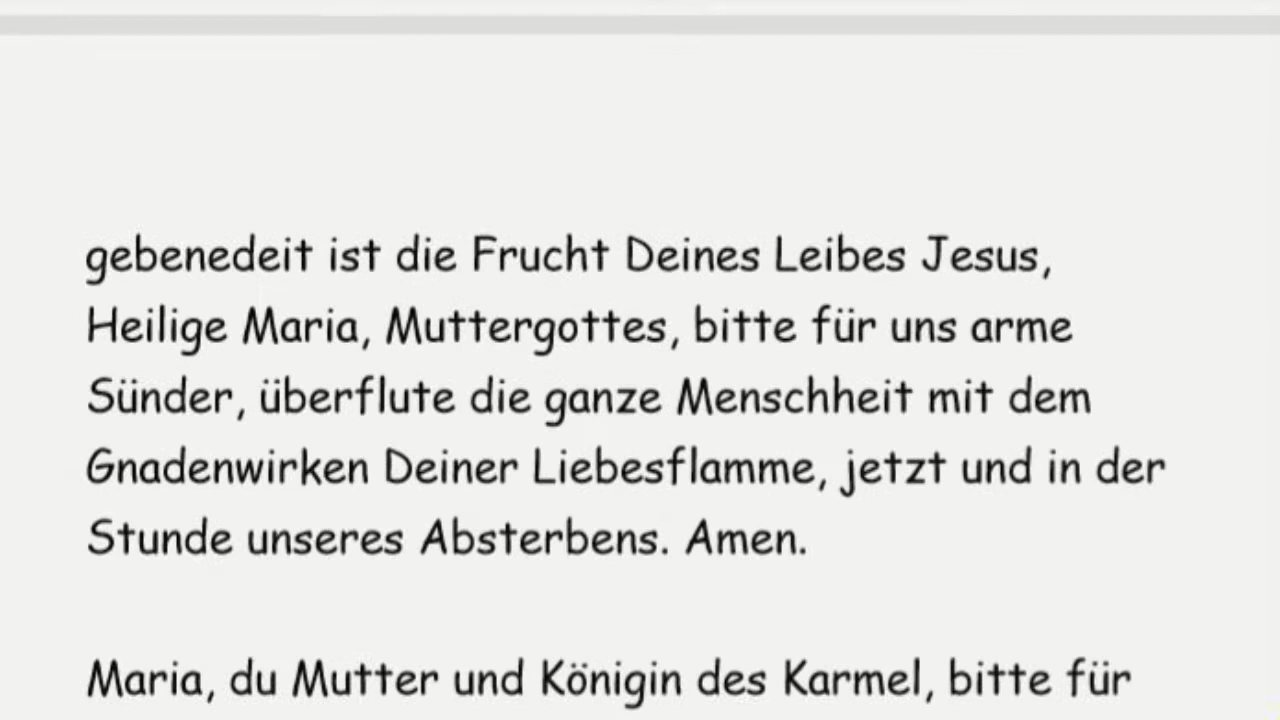 gebenedeit ist die Frucht Deines Leibes Jesus,
Heilige Maria, Muttergottes, bitte für uns arme
Sünder, überflute die ganze Menschheit mit dem
Gnadenwirken Deiner Liebesflamme, jetzt und in der
Stunde unseres Absterbens. Amen.
Maria, du Mutter und Königin des Karmel, bitte für